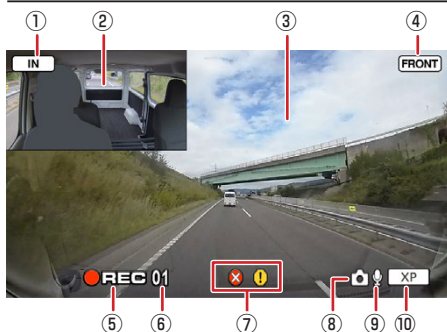 ① ② ③ ④
IN FRONT
REC 01 XP
⑤ ⑥ ⑦ ⑧ ⑨ ⑩